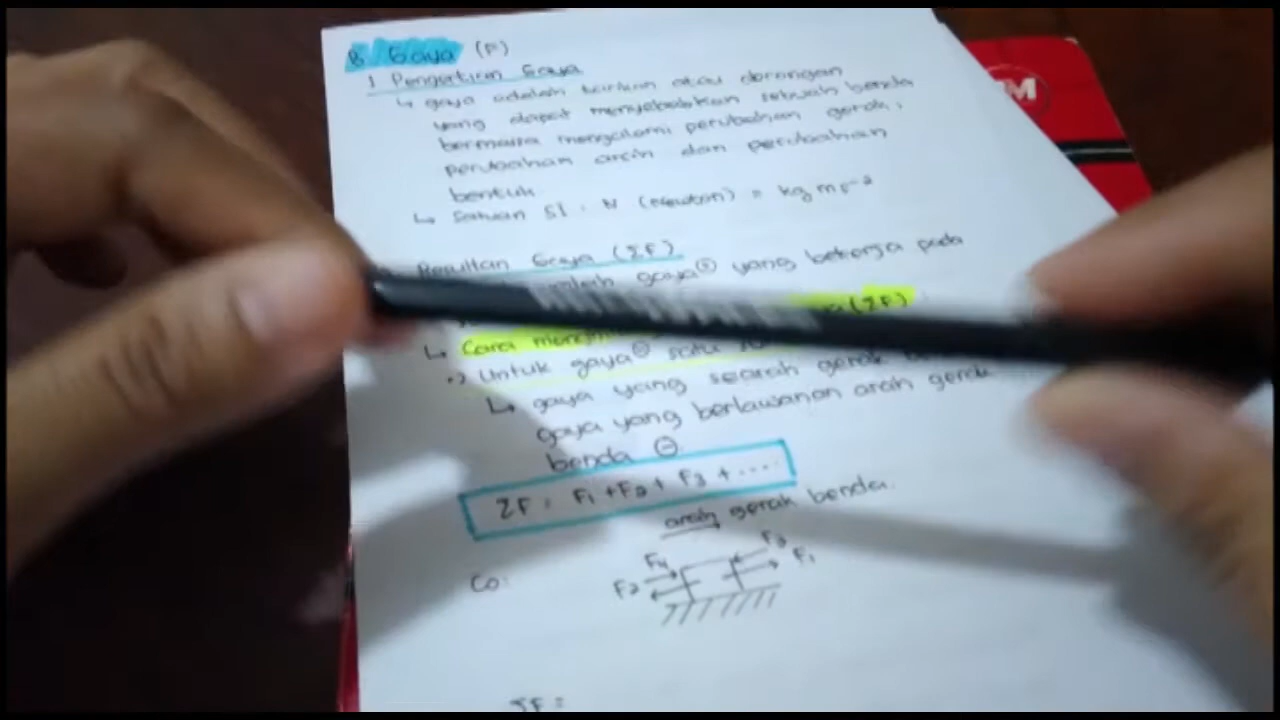 B. Gaya (F)
1. Pengertian Gaya
↳ gaya adalah tarikan atau dorongan
yang dapat menyebabkan sebuah benda
bermassa mengalami perubahan gerak,
perubahan arah dan perubahan
bentuk
↳ Satuan SI : N (Newton) = kg m s⁻²
Resultan Gaya (ΣF)
gaya⁽²⁾ yang bekerja pada
(ΣF)
↳ Cara
•) Untuk gaya⁽²⁾ satu
↳ gaya yang searah gerak
gaya yang berlawanan arah gerak
benda ⊖
ΣF = F₁ + F₂ + F₃ + ....
arah gerak benda.
Co:
F₄
F₂
F₃
F₁
ΣF =
M